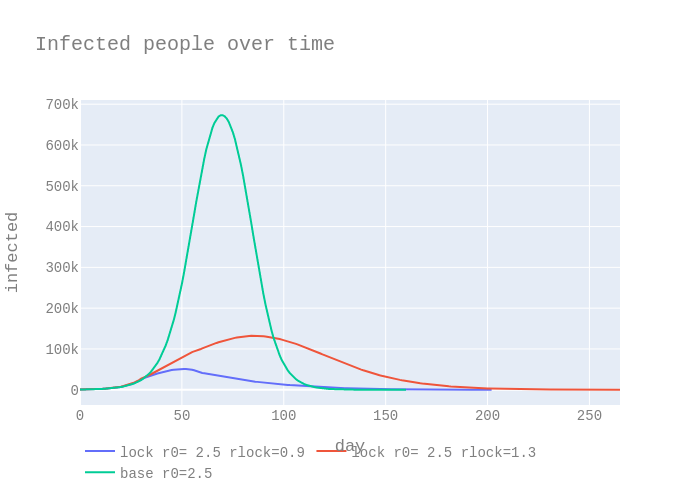 Infected people over time
700k
600k
500k
400k
300k
200k
100k
0
infected
0 50 100 150 200 250
day
lock r0= 2.5 rlock=0.9 lock r0= 2.5 rlock=1.3
base r0=2.5